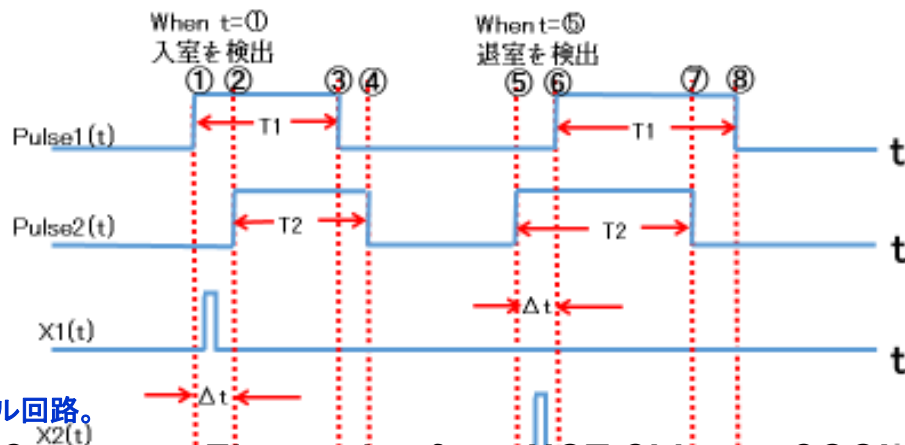 When t=①
入室を検出
When t=⑤
退室を検出
① ② ③ ④ ⑤ ⑥ ⑦ ⑧
Pulse1(t)
T1
T1
t
Pulse2(t)
T2
T2
t
X1(t)
Δt
t
Δt
ル回路。
X2(t)